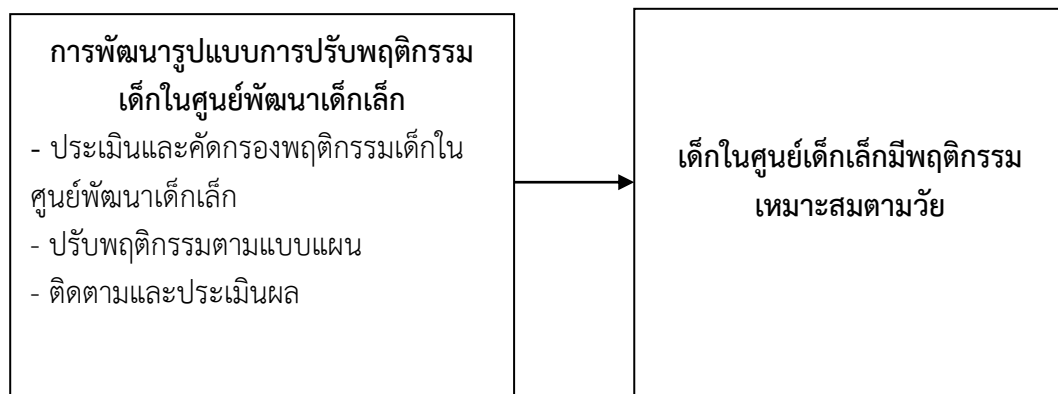 การพัฒนารูปแบบการปรับพฤติกรรม
เด็กในศูนย์พัฒนาเด็กเล็ก
- ประเมินและคัดกรองพฤติกรรมเด็กใน
ศูนย์พัฒนาเด็กเล็ก
- ปรับพฤติกรรมตามแบบแผน
- ติดตามและประเมินผล
เด็กในศูนย์เด็กเล็กมีพฤติกรรม
เหมาะสมตามวัย